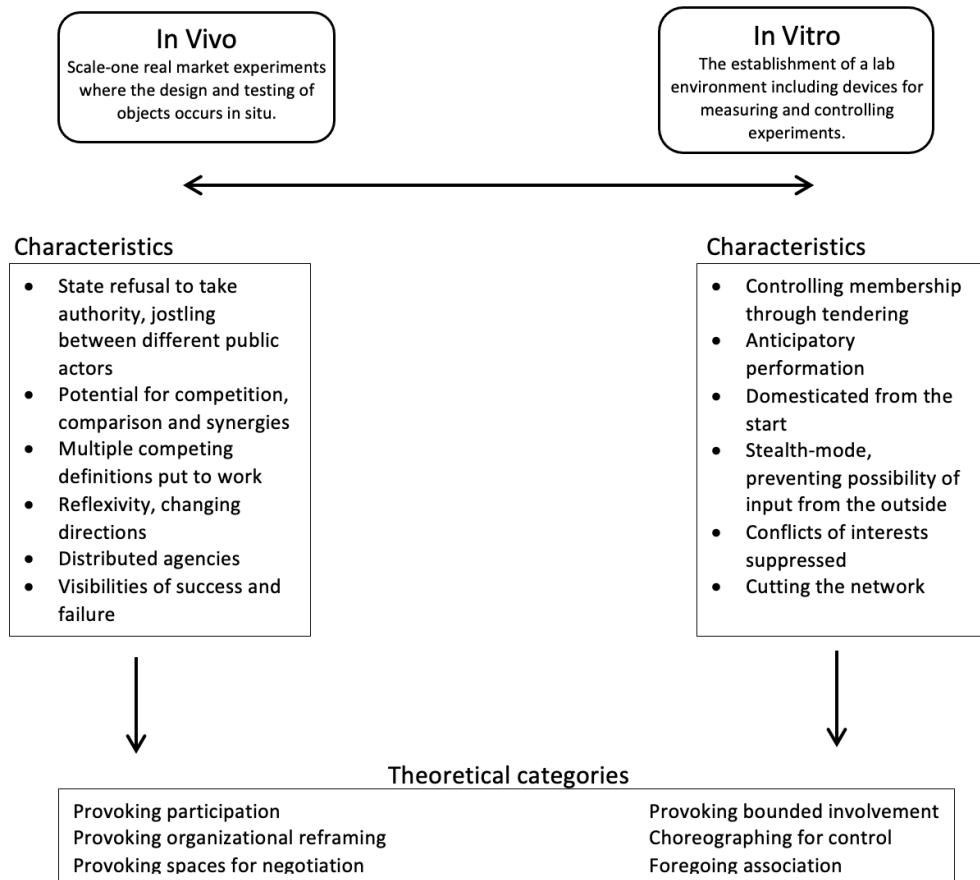 In Vivo
Scale-one real market experiments
where the design and testing of
objects occurs in situ.
In Vitro
The establishment of a lab
environment including devices for
measuring and controlling
experiments.
Characteristics
• State refusal to take
authority, jostling
between different public
actors
• Potential for competition,
comparison and synergies
• Multiple competing
definitions put to work
• Reflexivity, changing
directions
• Distributed agencies
• Visibilities of success and
failure
Characteristics
• Controlling membership
through tendering
• Anticipatory
performation
• Domesticated from the
start
• Stealth-mode,
preventing possibility of
input from the outside
• Conflicts of interests
suppressed
• Cutting the network
Theoretical categories
Provoking participation
Provoking organizational reframing
Provoking spaces for negotiation
Provoking bounded involvement
Choreographing for control
Foregoing association